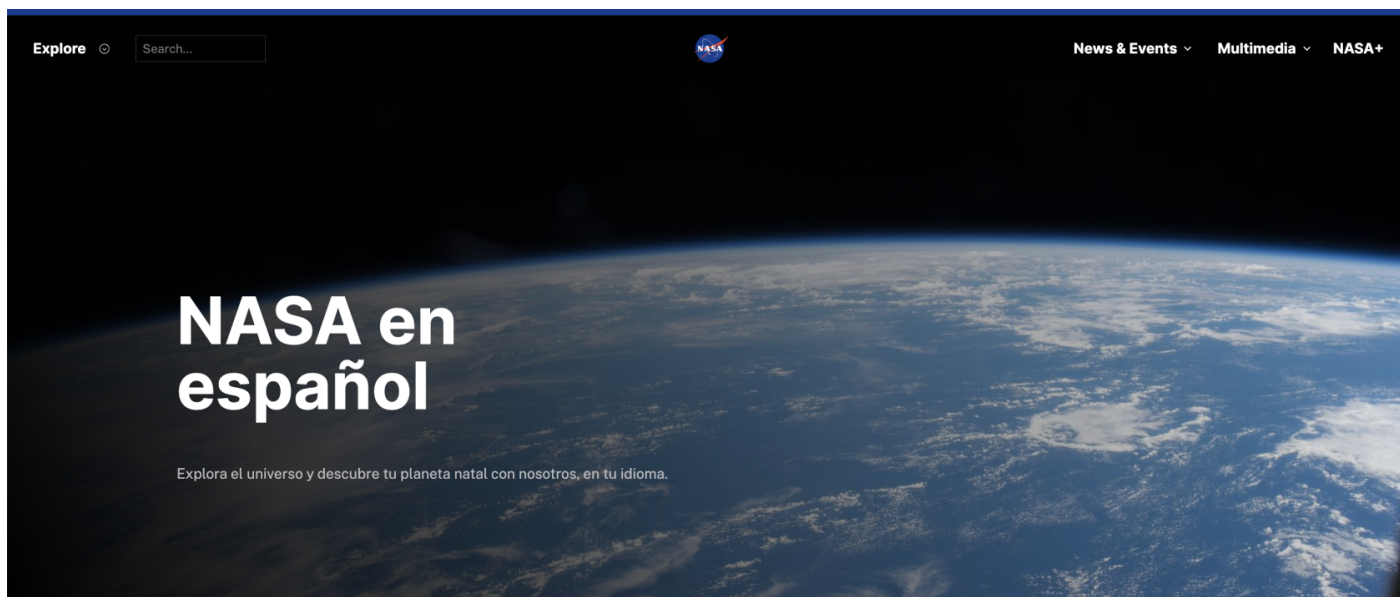 Explore
Search...
NASA
News & Events
Multimedia
NASA+
NASA en
español
Explora el universo y descubre tu planeta natal con nosotros, en tu idioma.